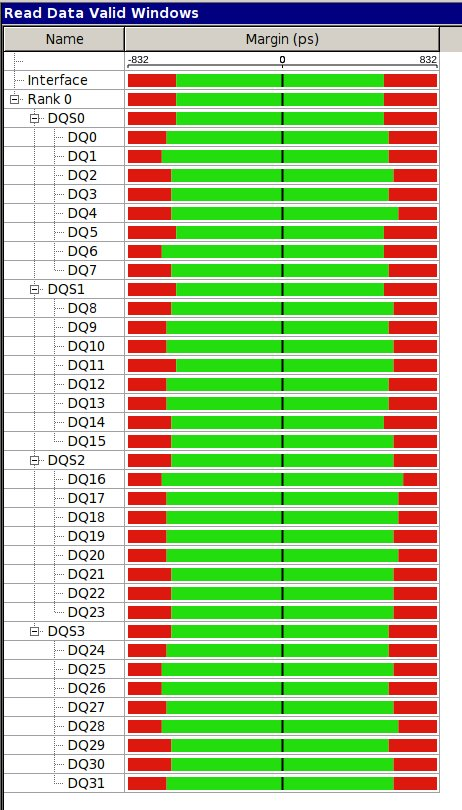 Read Data Valid Windows
Name Margin (ps)
-832 0 832
Interface
Rank 0
DQS0
DQ0
DQ1
DQ2
DQ3
DQ4
DQ5
DQ6
DQ7
DQS1
DQ8
DQ9
DQ10
DQ11
DQ12
DQ13
DQ14
DQ15
DQS2
DQ16
DQ17
DQ18
DQ19
DQ20
DQ21
DQ22
DQ23
DQS3
DQ24
DQ25
DQ26
DQ27
DQ28
DQ29
DQ30
DQ31